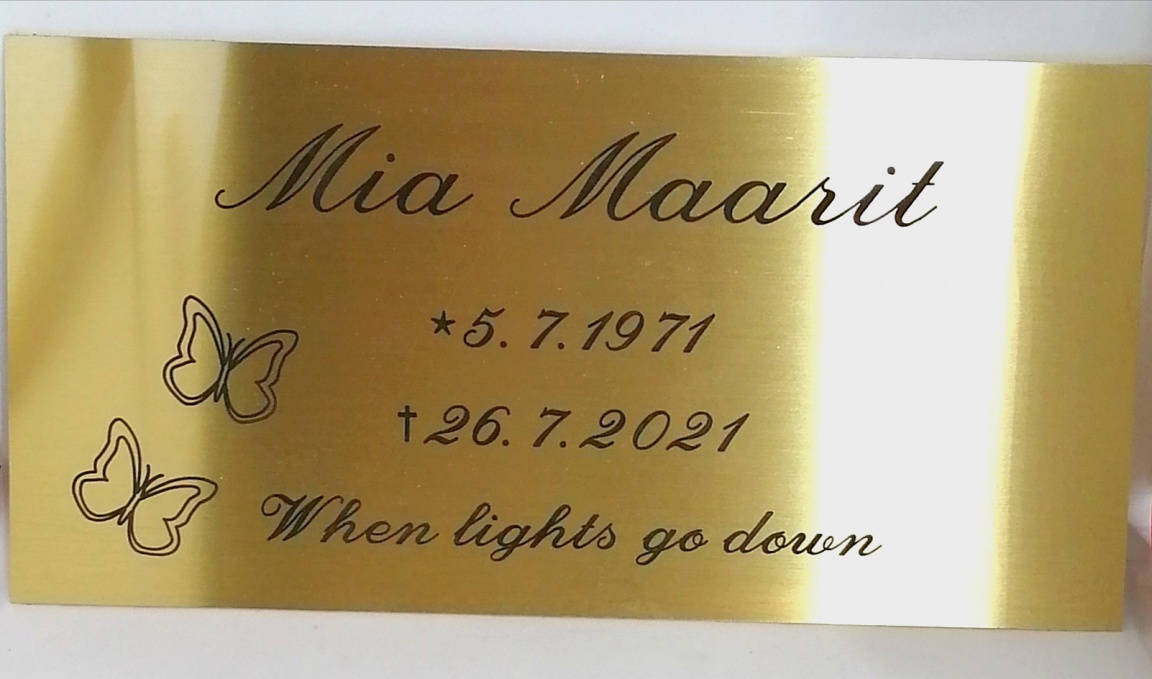 Mia Maarit
★5.7.1971
†26.7.2021
When lights go down